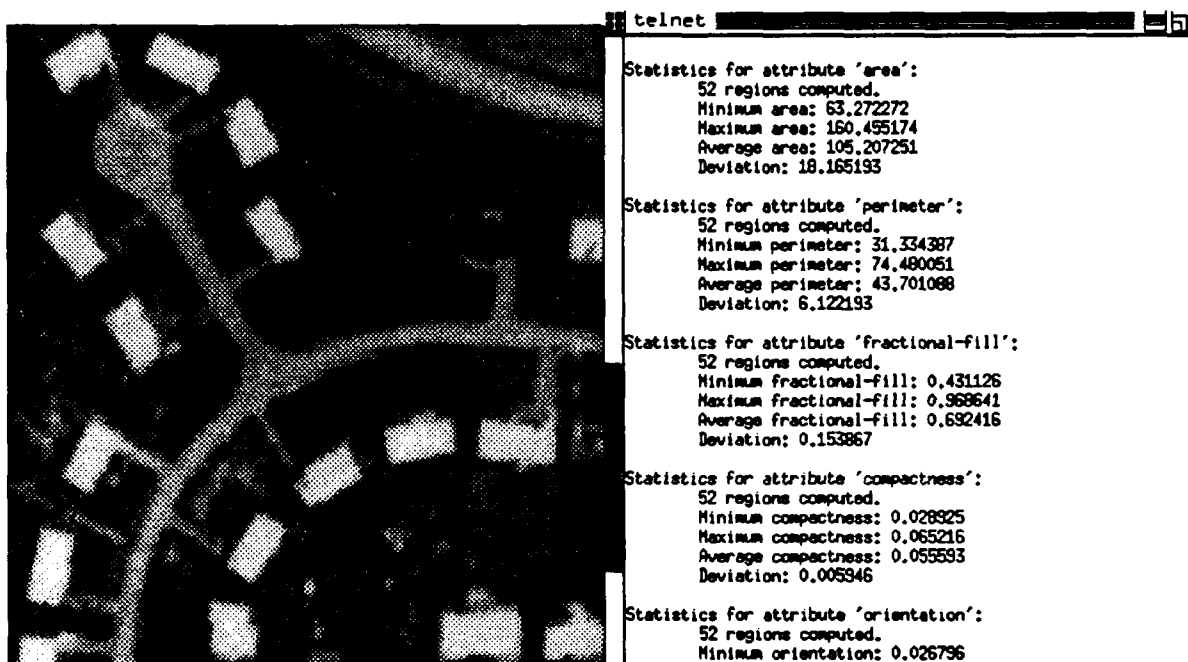 telnet
Statistics for attribute 'area':
52 regions computed.
Minimum area: 63.272272
Maximum area: 160.455174
Average area: 105.207251
Deviation: 18.165193
Statistics for attribute 'perimeter':
52 regions computed.
Minimum perimeter: 31.334387
Maximum perimeter: 74.480051
Average perimeter: 43.701088
Deviation: 6.122193
Statistics for attribute 'fractional-fill':
52 regions computed.
Minimum fractional-fill: 0.431126
Maximum fractional-fill: 0.968641
Average fractional-fill: 0.692416
Deviation: 0.153867
Statistics for attribute 'compactness':
52 regions computed.
Minimum compactness: 0.028925
Maximum compactness: 0.065216
Average compactness: 0.055593
Deviation: 0.005946
Statistics for attribute 'orientation':
52 regions computed.
Minimum orientation: 0.026796